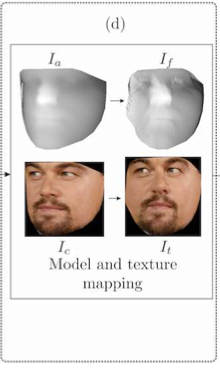 (d)
I_a I_f
I_c I_t
Model and texture
mapping